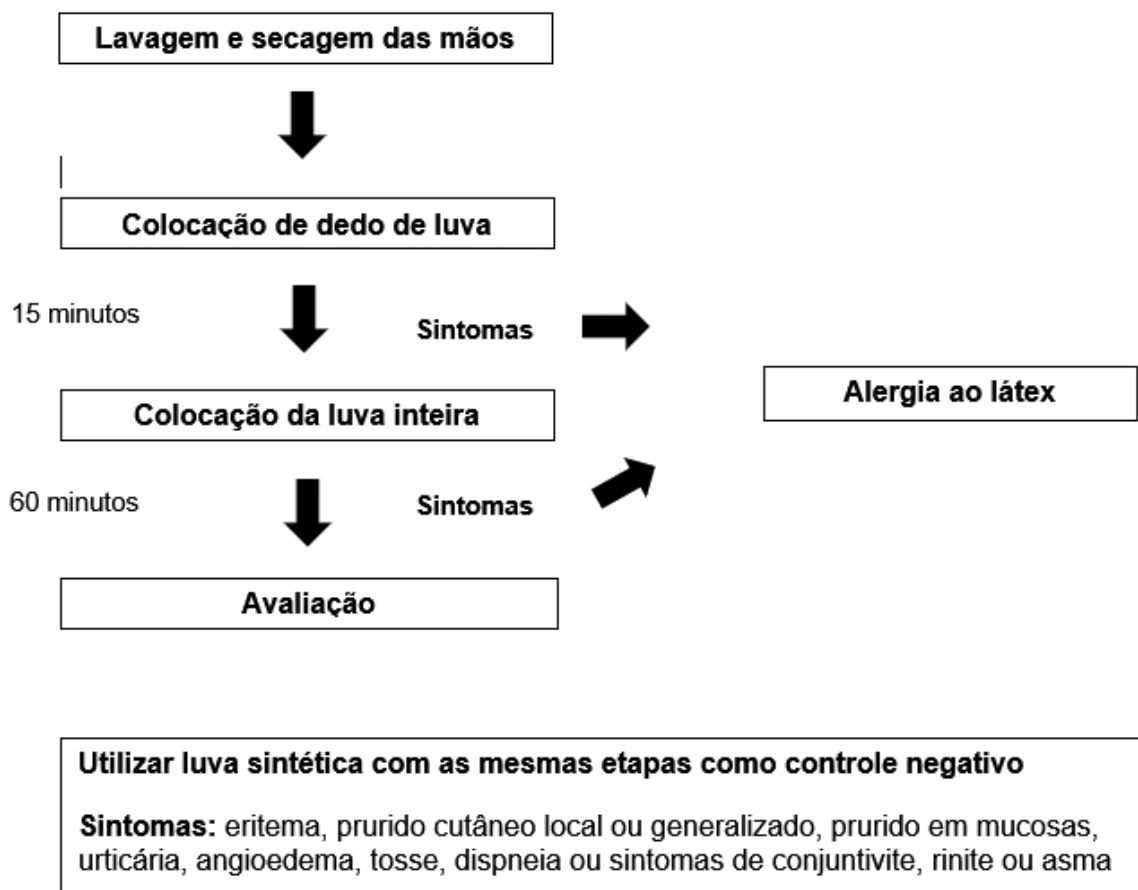 Lavagem e secagem das mãos
Colocação de dedo de luva
15 minutos
Sintomas
Colocação da luva inteira
Alergia ao látex
60 minutos
Sintomas
Avaliação
Utilizar luva sintética com as mesmas etapas como controle negativo
Sintomas: eritema, prurido cutâneo local ou generalizado, prurido em mucosas,
urticária, angioedema, tosse, dispneia ou sintomas de conjuntivite, rinite ou asma